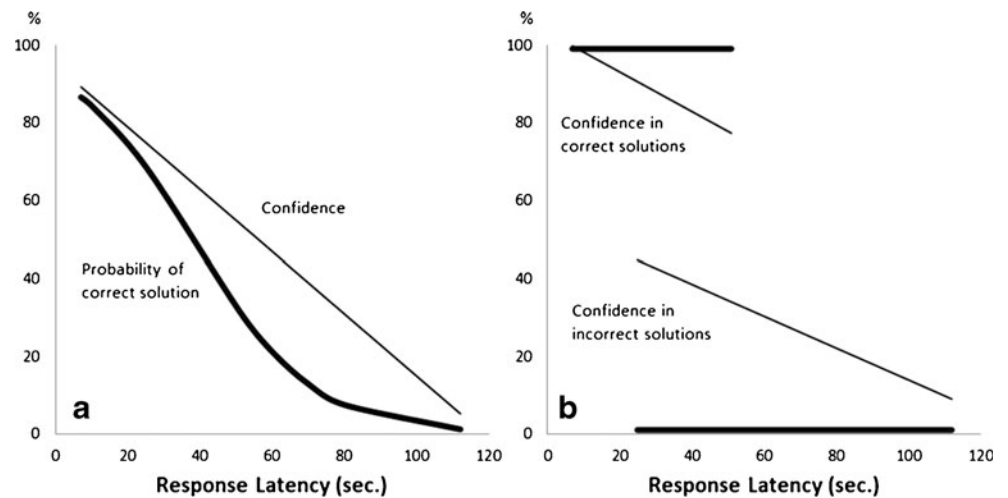 %
100
80
60
40
20
0
Confidence
Probability of
correct solution
a
0 20 40 60 80 100 120
Response Latency (sec.)
%
100
80
60
40
20
0
Confidence in
correct solutions
Confidence in
incorrect solutions
b
0 20 40 60 80 100 120
Response Latency (sec.)